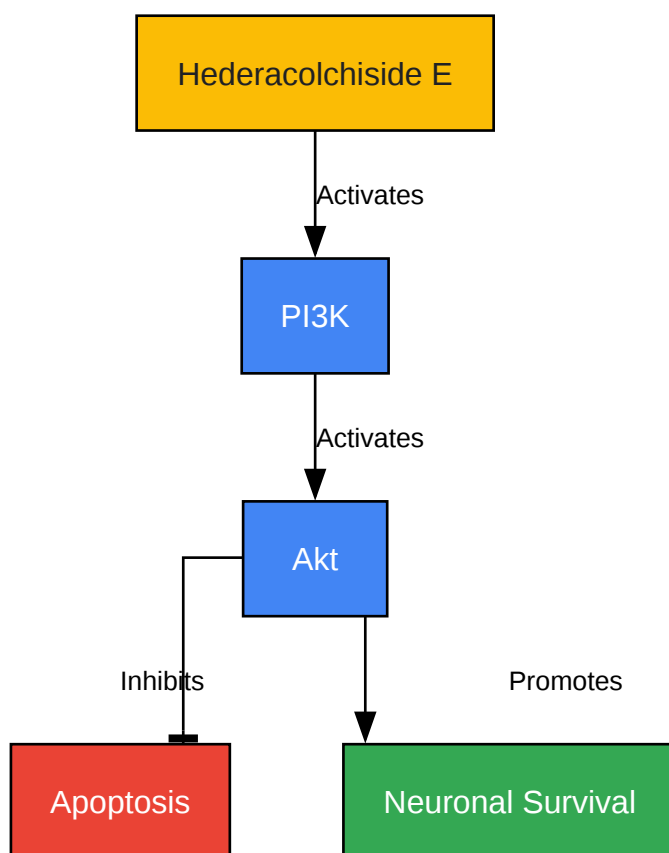 Hederacolchiside E
Activates
PI3K
Activates
Akt
Inhibits
Promotes
Apoptosis
Neuronal Survival